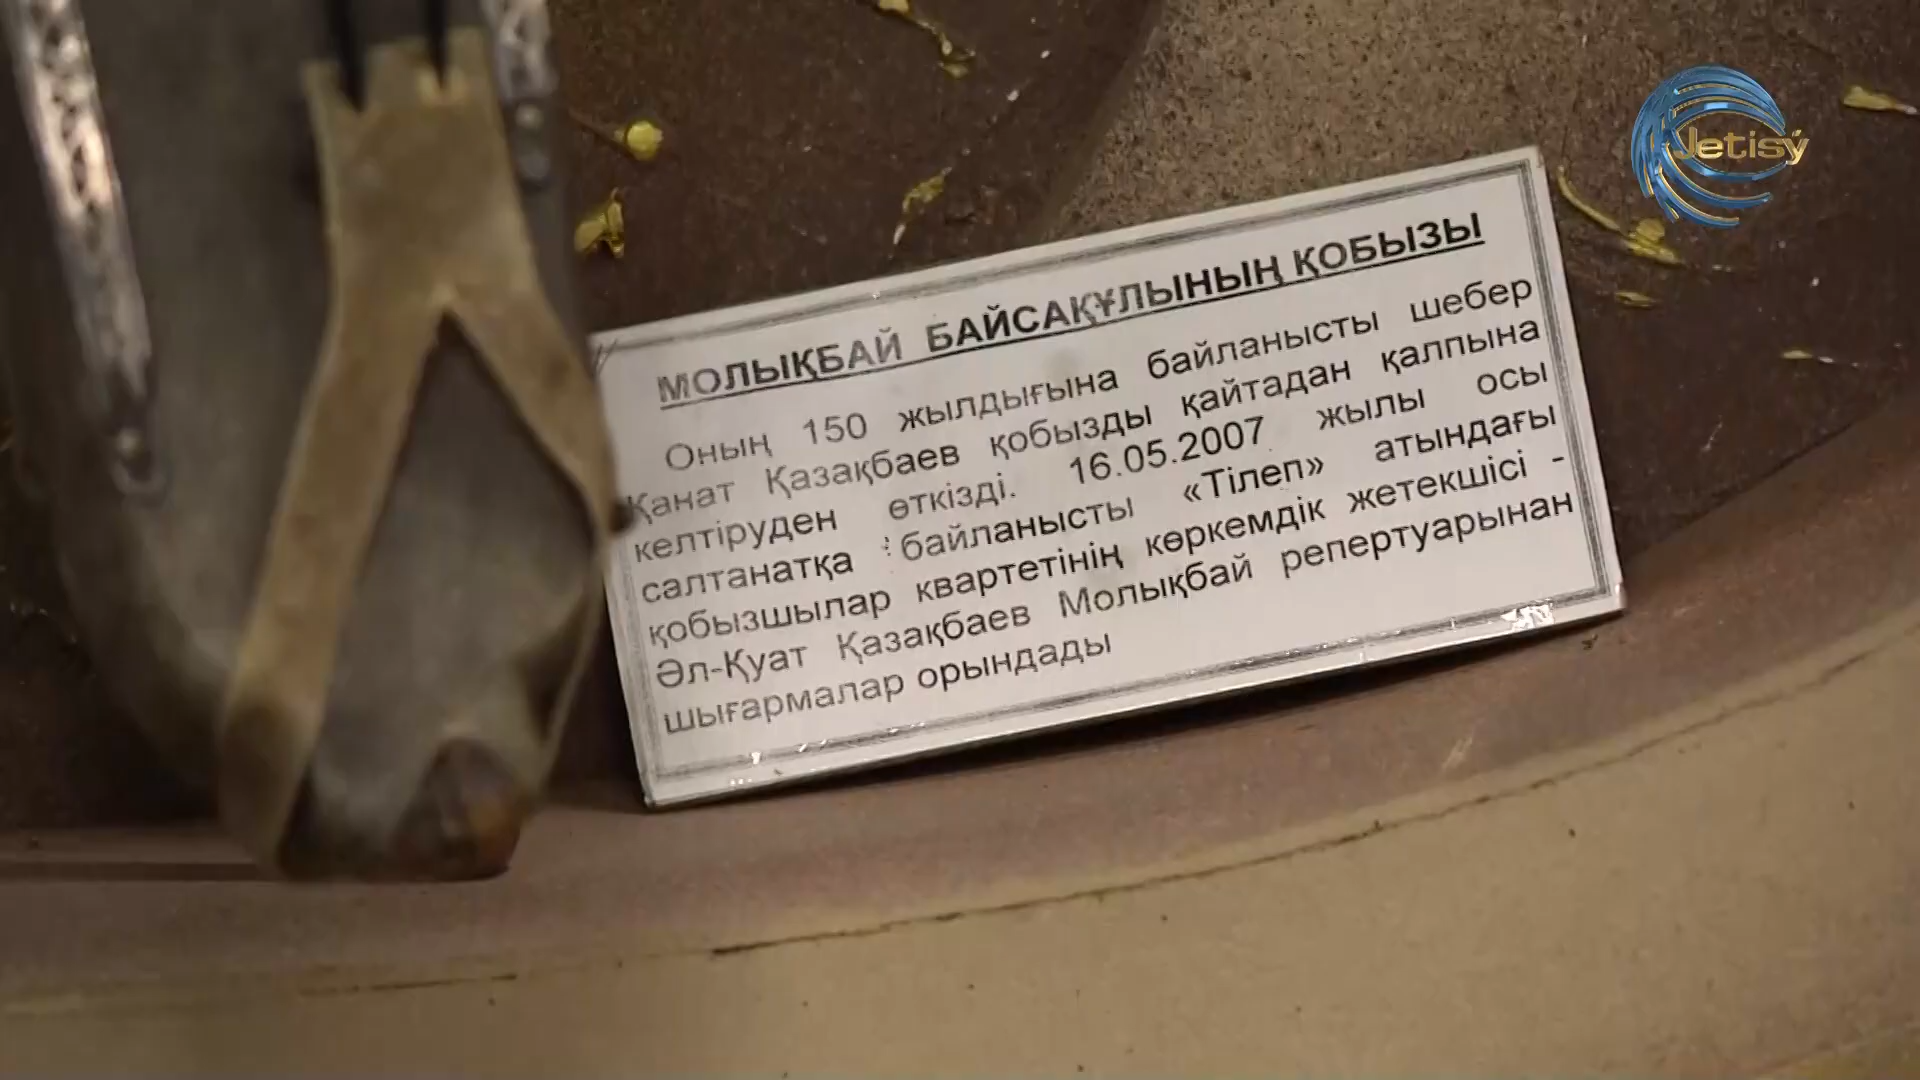 Jetisý
МОЛЫҚБАЙ БАЙСАҚҰЛЫНЫҢ ҚОБЫЗЫ
Оның 150 жылдығына байланысты шебер
Қанат Қазақбаев қобызды қайтадан қалпына
келтіруден өткізді. 16.05.2007 жылы осы
салтанатқа байланысты «Тілеп» атындағы
қобызшылар квартетінің көркемдік жетекшісі -
Әл-Қуат Қазақбаев Молықбай репертуарынан
шығармалар орындады